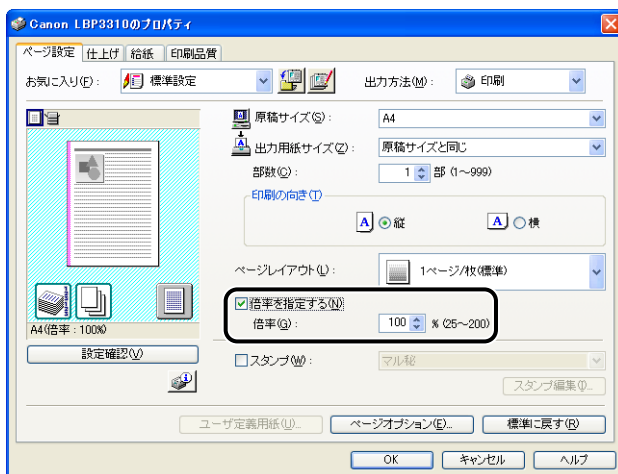 Canon LBP3310のプロパティ
ページ設定 仕上げ 給紙 印刷品質
お気に入り(F): 標準設定 出力方法(M): 印刷
原稿サイズ(S): A4
出力用紙サイズ(Z): 原稿サイズと同じ
部数(C): 1 部 (1～999)
印刷の向き(T)
A 縦 A 横
ページレイアウト(L): 1ページ/枚(標準)
倍率を指定する(N)
A4(倍率:100%) 倍率(G): 100 % (25～200)
設定確認(V) スタンプ(W): マル秘
スタンプ編集(I)...
ユーザ定義用紙(U)... ページオプション(E)... 標準に戻す(R)
OK キャンセル ヘルプ